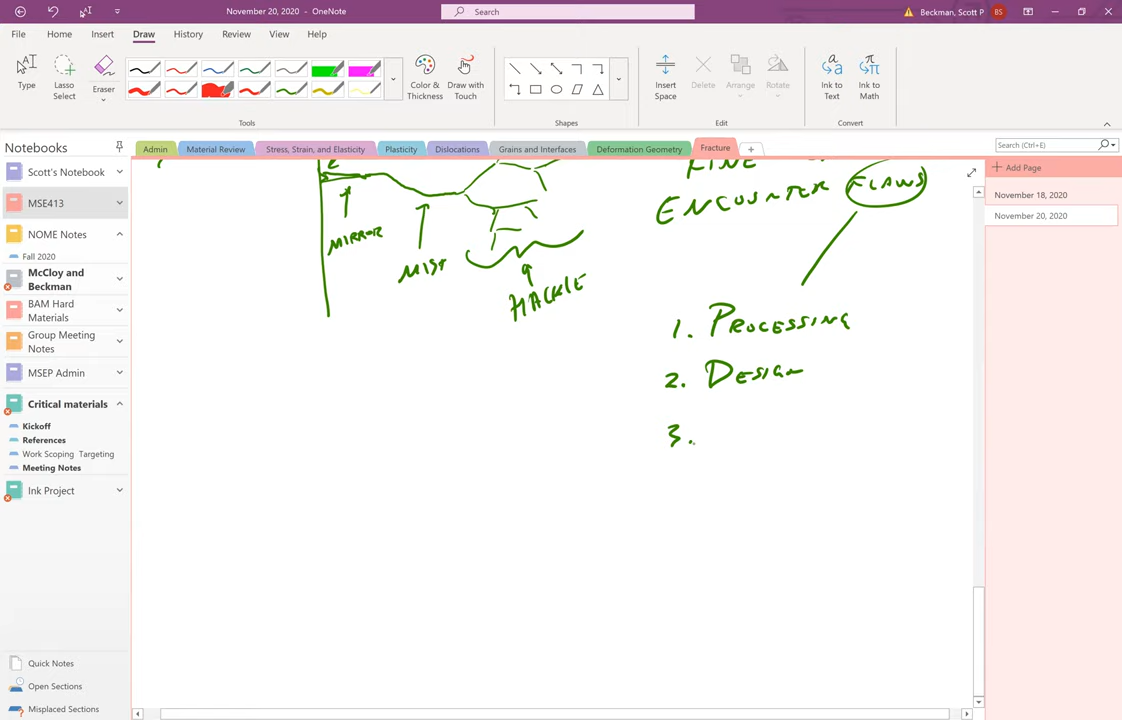 November 20, 2020 - OneNote
Search
Beckman, Scott P
BS
File
Home
Insert
Draw
History
Review
View
Help
Type
Lasso
Select
Eraser
Color &
Thickness
Draw with
Touch
Insert
Space
Delete
Arrange
Rotate
Ink to
Text
Ink to
Math
Tools
Shapes
Edit
Convert
Notebooks
Admin
Material Review
Stress, Strain, and Elasticity
Plasticity
Dislocations
Grains and Interfaces
Deformation Geometry
Fracture
Search (Ctrl+E)
Scott's Notebook
MSE413
NOME Notes
Fall 2020
McCloy and
Beckman
BAM Hard
Materials
Group Meeting
Notes
MSEP Admin
Critical materials
Kickoff
References
Work Scoping Targeting
Meeting Notes
Ink Project
Quick Notes
Open Sections
Misplaced Sections
Add Page
November 18, 2020
November 20, 2020
ENCOUNTER FLAWS
MIRROR
MIST
HACKLE
1. PROCESSING
2. DESIGN
3.